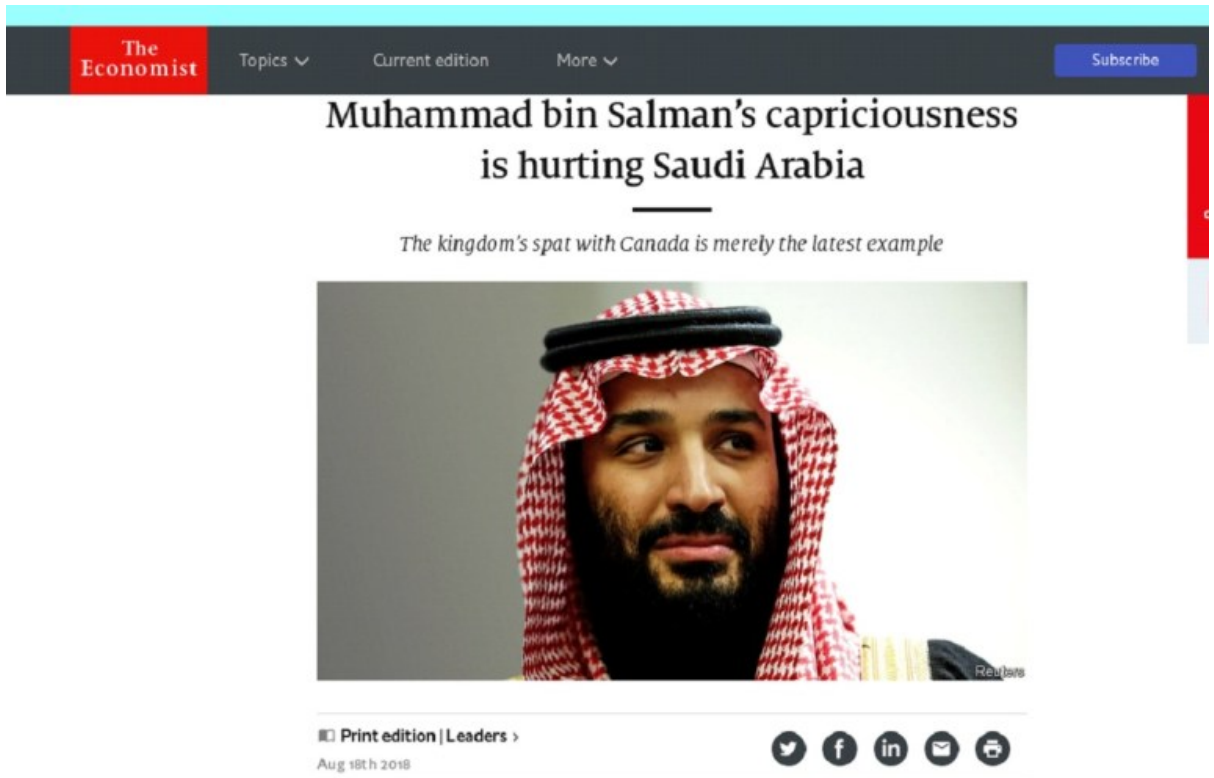 The
Economist
Topics
Current edition
More
Subscribe
Muhammad bin Salman’s capriciousness
is hurting Saudi Arabia
The kingdom’s spat with Canada is merely the latest example
Reuters
Print edition | Leaders ›
Aug 18th 2018